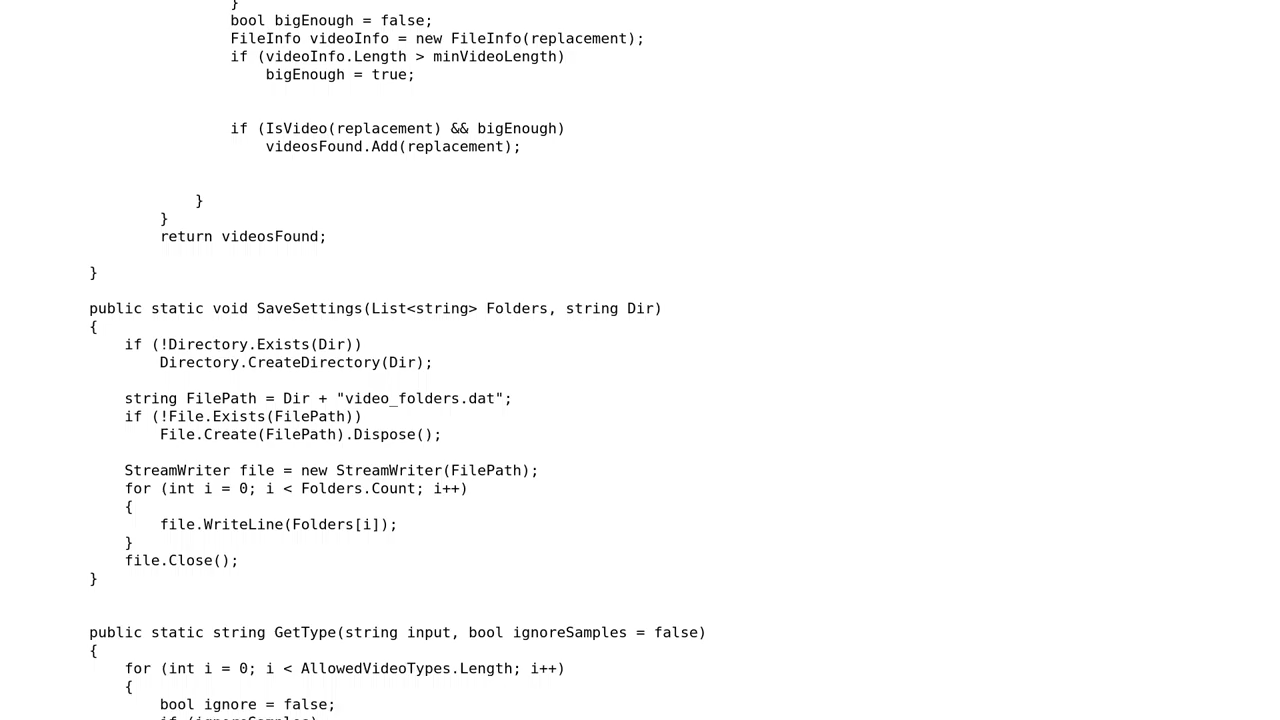 }
bool bigEnough = false;
FileInfo videoInfo = new FileInfo(replacement);
if (videoInfo.Length > minVideoLength)
bigEnough = true;
if (IsVideo(replacement) && bigEnough)
videosFound.Add(replacement);
}
}
return videosFound;
}
public static void SaveSettings(List<string> Folders, string Dir)
{
if (!Directory.Exists(Dir))
Directory.CreateDirectory(Dir);
string FilePath = Dir + "video_folders.dat";
if (!File.Exists(FilePath))
File.Create(FilePath).Dispose();
StreamWriter file = new StreamWriter(FilePath);
for (int i = 0; i < Folders.Count; i++)
{
file.WriteLine(Folders[i]);
}
file.Close();
}
public static string GetType(string input, bool ignoreSamples = false)
{
for (int i = 0; i < AllowedVideoTypes.Length; i++)
{
bool ignore = false;
if (ignoreSamples)